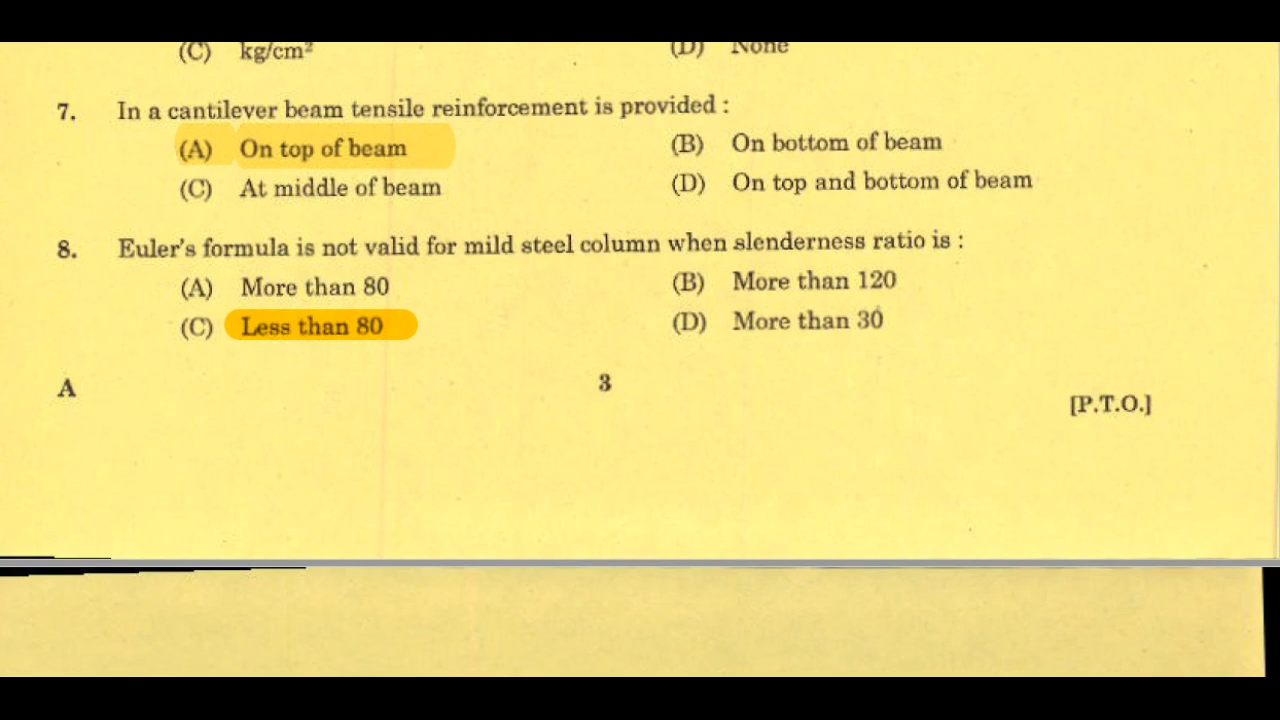 (C) kg/cm² (D) None
7. In a cantilever beam tensile reinforcement is provided :
(A) On top of beam (B) On bottom of beam
(C) At middle of beam (D) On top and bottom of beam
8. Euler's formula is not valid for mild steel column when slenderness ratio is :
(A) More than 80 (B) More than 120
(C) Less than 80 (D) More than 30
A 3 [P.T.O.]